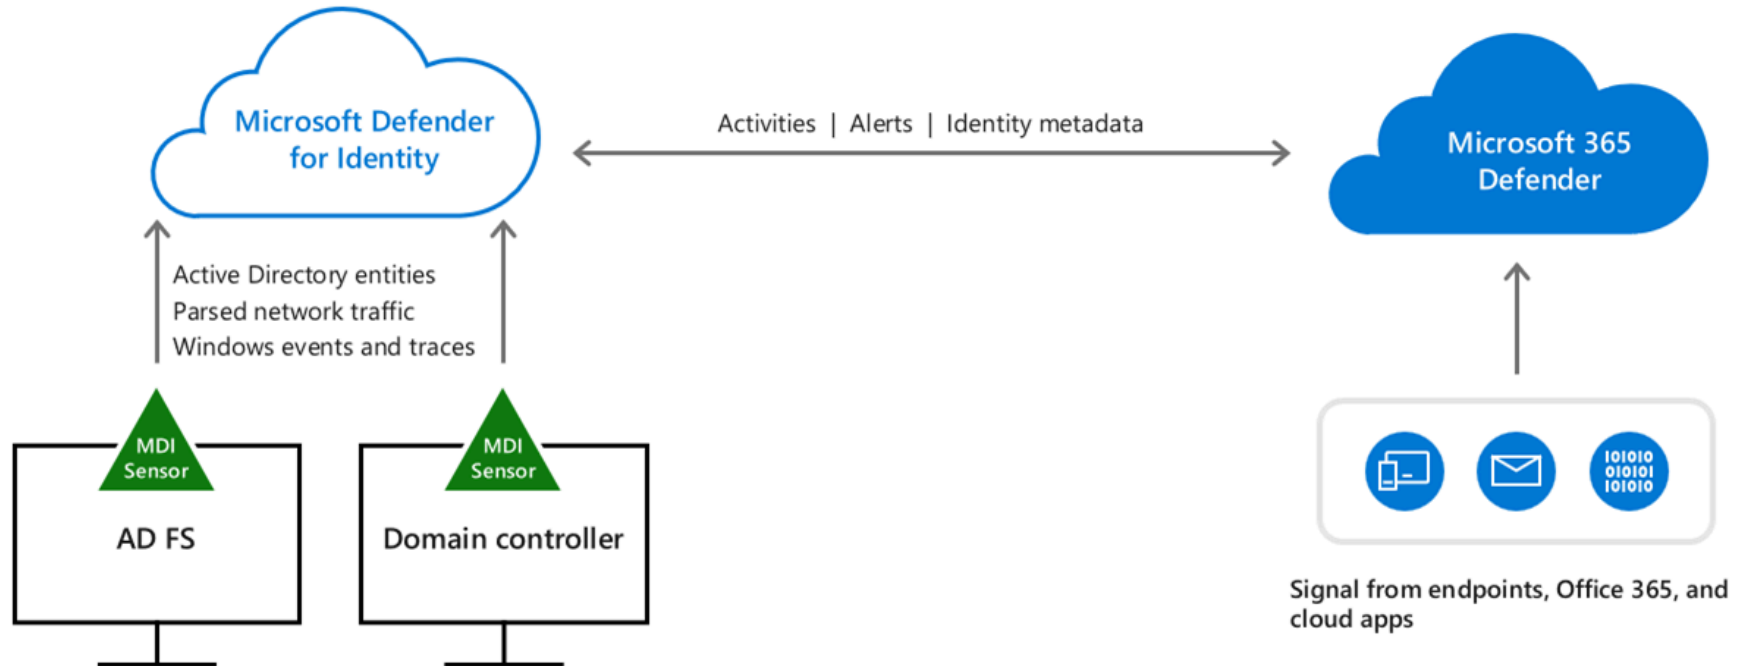 Microsoft Defender
for Identity
Activities | Alerts | Identity metadata
Microsoft 365
Defender
Active Directory entities
Parsed network traffic
Windows events and traces
MDI
Sensor
AD FS
MDI
Sensor
Domain controller
101010
010101
101010
Signal from endpoints, Office 365, and
cloud apps